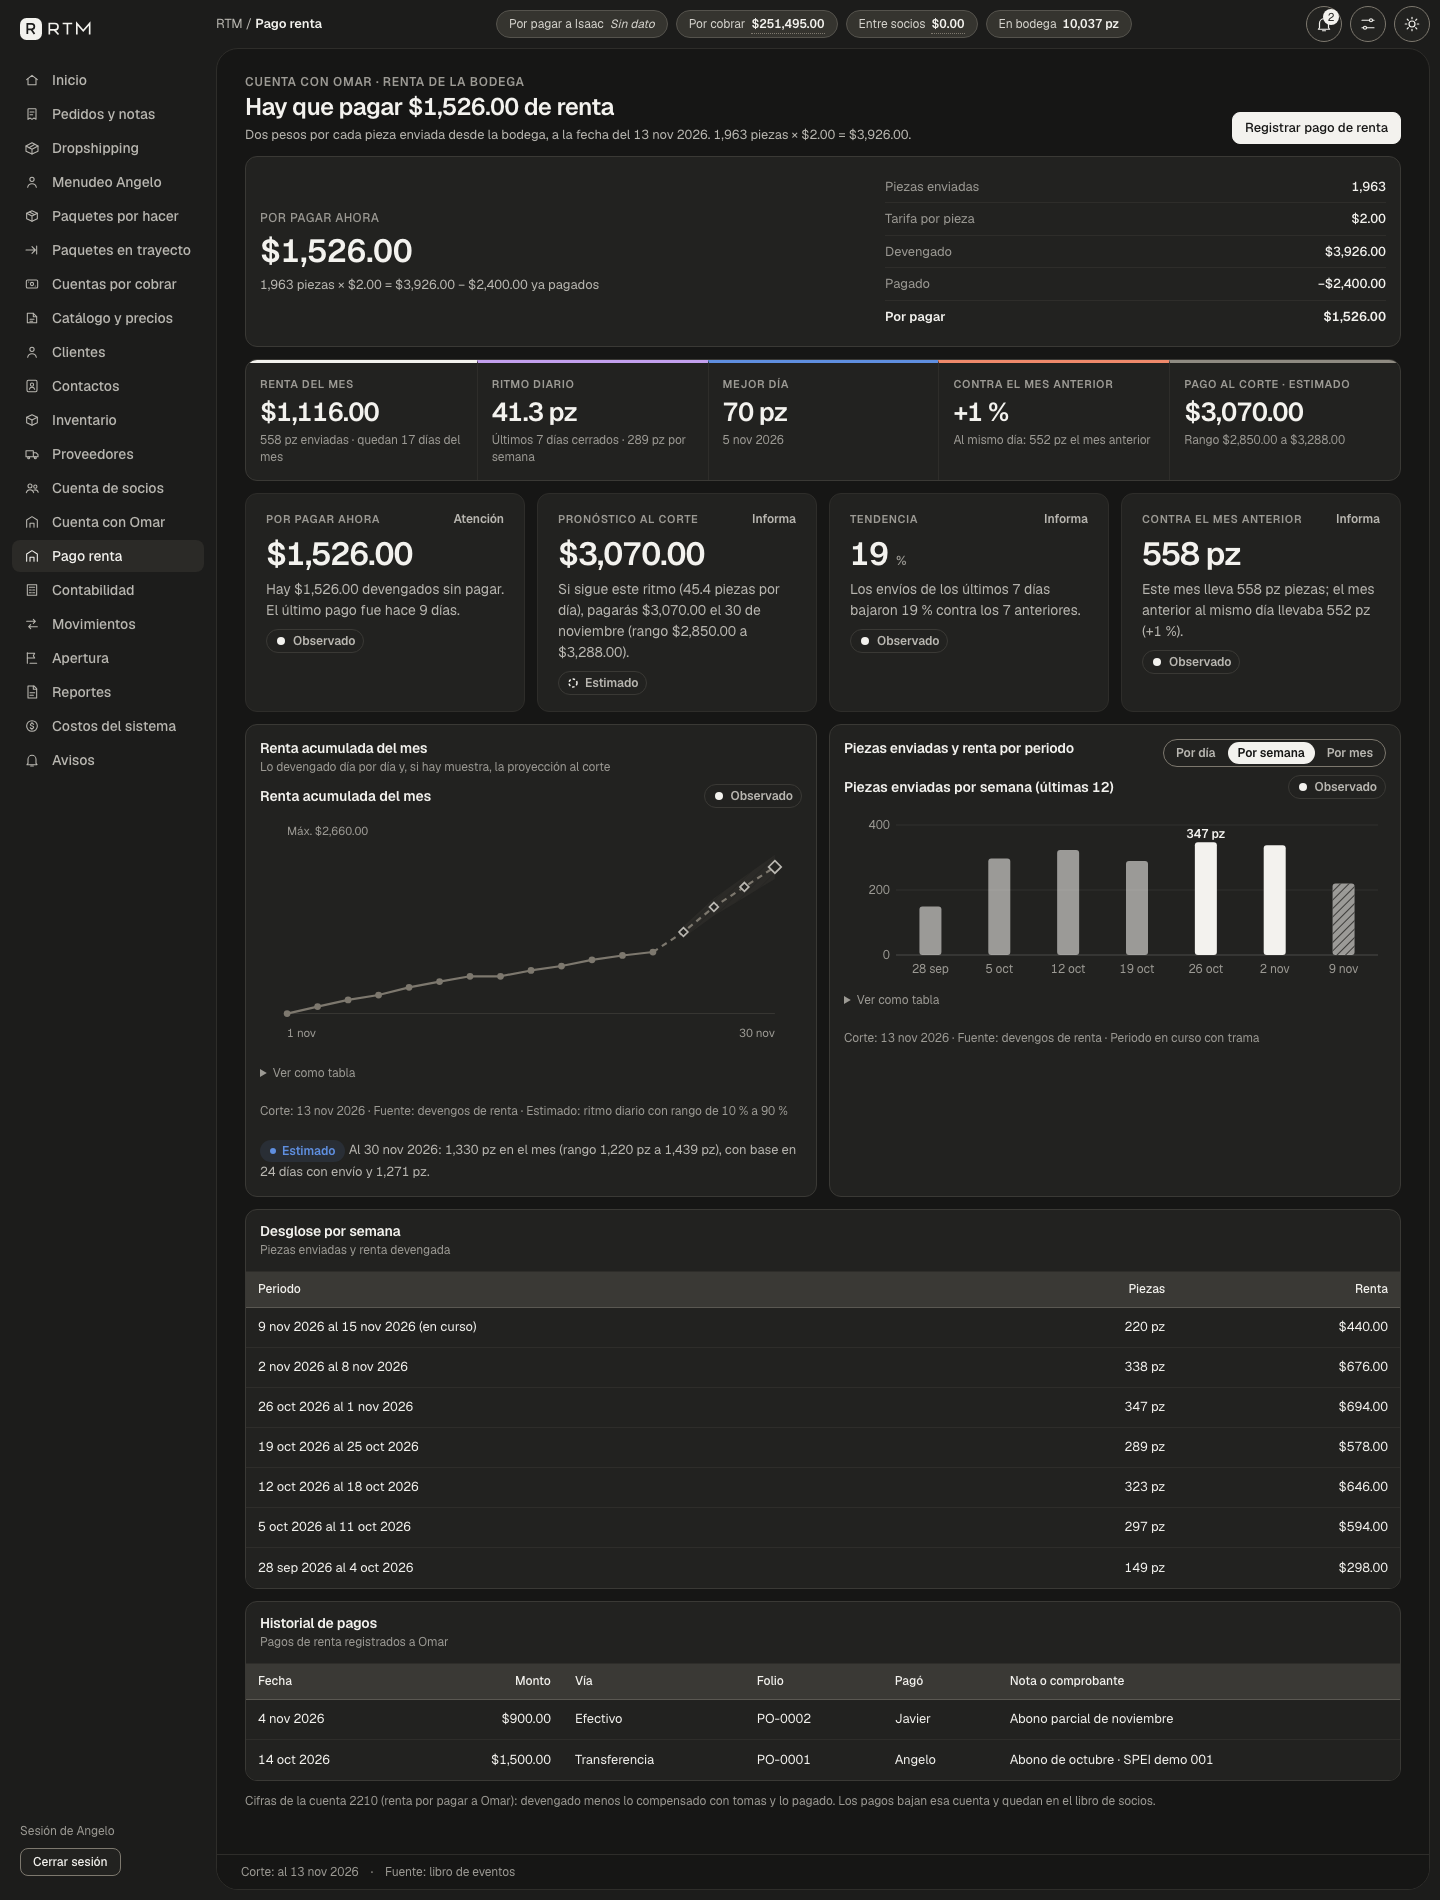 R RTM
RTM / Pago renta
Por pagar a Isaac Sin dato
Por cobrar $251,495.00
Entre socios $0.00
En bodega 10,037 pz
2
Inicio
Pedidos y notas
Dropshipping
Menudeo Angelo
Paquetes por hacer
Paquetes en trayecto
Cuentas por cobrar
Catálogo y precios
Clientes
Contactos
Inventario
Proveedores
Cuenta de socios
Cuenta con Omar
Pago renta
Contabilidad
Movimientos
Apertura
Reportes
Costos del sistema
Avisos
Sesión de Angelo
Cerrar sesión
CUENTA CON OMAR · RENTA DE LA BODEGA
Hay que pagar $1,526.00 de renta
Dos pesos por cada pieza enviada desde la bodega, a la fecha del 13 nov 2026. 1,963 piezas × $2.00 = $3,926.00.
Registrar pago de renta
POR PAGAR AHORA
$1,526.00
1,963 piezas × $2.00 = $3,926.00 − $2,400.00 ya pagados
Piezas enviadas 1,963
Tarifa por pieza $2.00
Devengado $3,926.00
Pagado −$2,400.00
Por pagar $1,526.00
RENTA DEL MES
$1,116.00
558 pz enviadas · quedan 17 días del
mes
RITMO DIARIO
41.3 pz
Últimos 7 días cerrados · 289 pz por
semana
MEJOR DÍA
70 pz
5 nov 2026
CONTRA EL MES ANTERIOR
+1 %
Al mismo día: 552 pz el mes anterior
PAGO AL CORTE · ESTIMADO
$3,070.00
Rango $2,850.00 a $3,288.00
POR PAGAR AHORA Atención
$1,526.00
Hay $1,526.00 devengados sin pagar.
El último pago fue hace 9 días.
Observado
PRONÓSTICO AL CORTE Informa
$3,070.00
Si sigue este ritmo (45.4 piezas por
día), pagarás $3,070.00 el 30 de
noviembre (rango $2,850.00 a
$3,288.00).
Estimado
TENDENCIA Informa
19 %
Los envíos de los últimos 7 días
bajaron 19 % contra los 7 anteriores.
Observado
CONTRA EL MES ANTERIOR Informa
558 pz
Este mes lleva 558 pz piezas; el mes
anterior al mismo día llevaba 552 pz
(+1 %).
Observado
Renta acumulada del mes
Lo devengado día por día y, si hay muestra, la proyección al corte
Renta acumulada del mes Observado
Máx. $2,660.00
1 nov 30 nov
Ver como tabla
Corte: 13 nov 2026 · Fuente: devengos de renta · Estimado: ritmo diario con rango de 10 % a 90 %
Estimado Al 30 nov 2026: 1,330 pz en el mes (rango 1,220 pz a 1,439 pz), con base en
24 días con envío y 1,271 pz.
Piezas enviadas y renta por periodo
Por día Por semana Por mes
Piezas enviadas por semana (últimas 12) Observado
400
347 pz
200
0
28 sep 5 oct 12 oct 19 oct 26 oct 2 nov 9 nov
Ver como tabla
Corte: 13 nov 2026 · Fuente: devengos de renta · Periodo en curso con trama
Desglose por semana
Piezas enviadas y renta devengada
Periodo Piezas Renta
9 nov 2026 al 15 nov 2026 (en curso) 220 pz $440.00
2 nov 2026 al 8 nov 2026 338 pz $676.00
26 oct 2026 al 1 nov 2026 347 pz $694.00
19 oct 2026 al 25 oct 2026 289 pz $578.00
12 oct 2026 al 18 oct 2026 323 pz $646.00
5 oct 2026 al 11 oct 2026 297 pz $594.00
28 sep 2026 al 4 oct 2026 149 pz $298.00
Historial de pagos
Pagos de renta registrados a Omar
Fecha Monto Vía Folio Pagó Nota o comprobante
4 nov 2026 $900.00 Efectivo PO-0002 Javier Abono parcial de noviembre
14 oct 2026 $1,500.00 Transferencia PO-0001 Angelo Abono de octubre · SPEI demo 001
Cifras de la cuenta 2210 (renta por pagar a Omar): devengado menos lo compensado con tomas y lo pagado. Los pagos bajan esa cuenta y quedan en el libro de socios.
Corte: al 13 nov 2026 · Fuente: libro de eventos